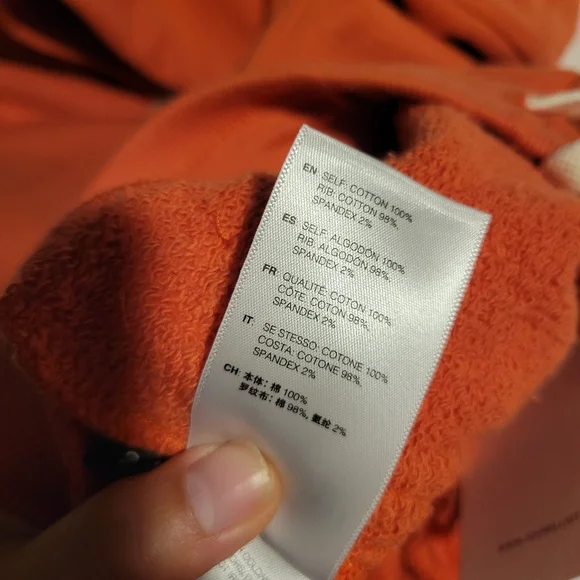 EN: SELF: COTTON 100%
RIB: COTTON 98%,
SPANDEX 2%
ES: SELF: ALGODÓN 100%
RIB: ALGODÓN 98%,
SPANDEX 2%
FR: QUALITÉ: COTON 100%
CÔTE: COTON 98%,
SPANDEX 2%
IT: SE STESSO: COTONE 100%
COSTA: COTONE 98%,
SPANDEX 2%
CH: 本体: 棉 100%
罗纹布: 棉 98%, 氨纶 2%